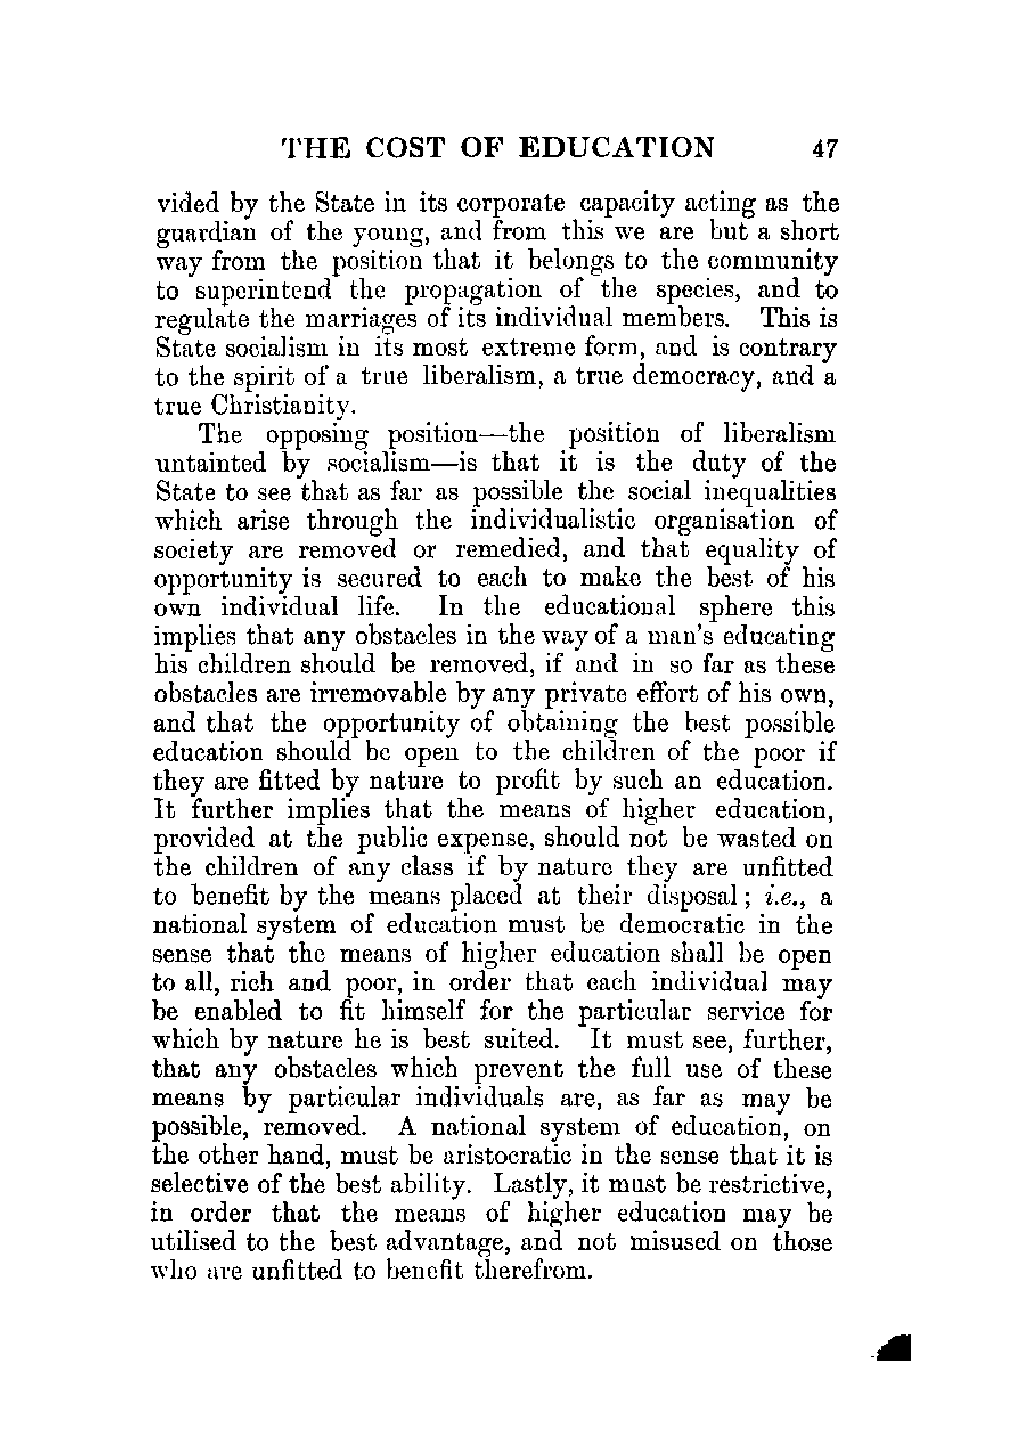 THE COST OF EDUCATION 47
vided by the State in its corporate capacity acting as the
guardian of the young, and from this we are but a short
way from the position that it belongs to the community
to superintend the propagation of the species, and to
regulate the marriages of its individual members. This is
State socialism in its most extreme form, and is contrary
to the spirit of a true liberalism, a true democracy, and a
true Christianity.
The opposing position—the position of liberalism
untainted by socialism—is that it is the duty of the
State to see that as far as possible the social inequalities
which arise through the individualistic organisation of
society are removed or remedied, and that equality of
opportunity is secured to each to make the best of his
own individual life. In the educational sphere this
implies that any obstacles in the way of a man's educating
his children should be removed, if and in so far as these
obstacles are irremovable by any private effort of his own,
and that the opportunity of obtaining the best possible
education should be open to the children of the poor if
they are fitted by nature to profit by such an education.
It further implies that the means of higher education,
provided at the public expense, should not be wasted on
the children of any class if by nature they are unfitted
to benefit by the means placed at their disposal; i.e., a
national system of education must be democratic in the
sense that the means of higher education shall be open
to all, rich and poor, in order that each individual may
be enabled to fit himself for the particular service for
which by nature he is best suited. It must see, further,
that any obstacles which prevent the full use of these
means by particular individuals are, as far as may be
possible, removed. A national system of education, on
the other hand, must be aristocratic in the sense that it is
selective of the best ability. Lastly, it must be restrictive,
in order that the means of higher education may be
utilised to the best advantage, and not misused on those
who are unfitted to benefit therefrom.